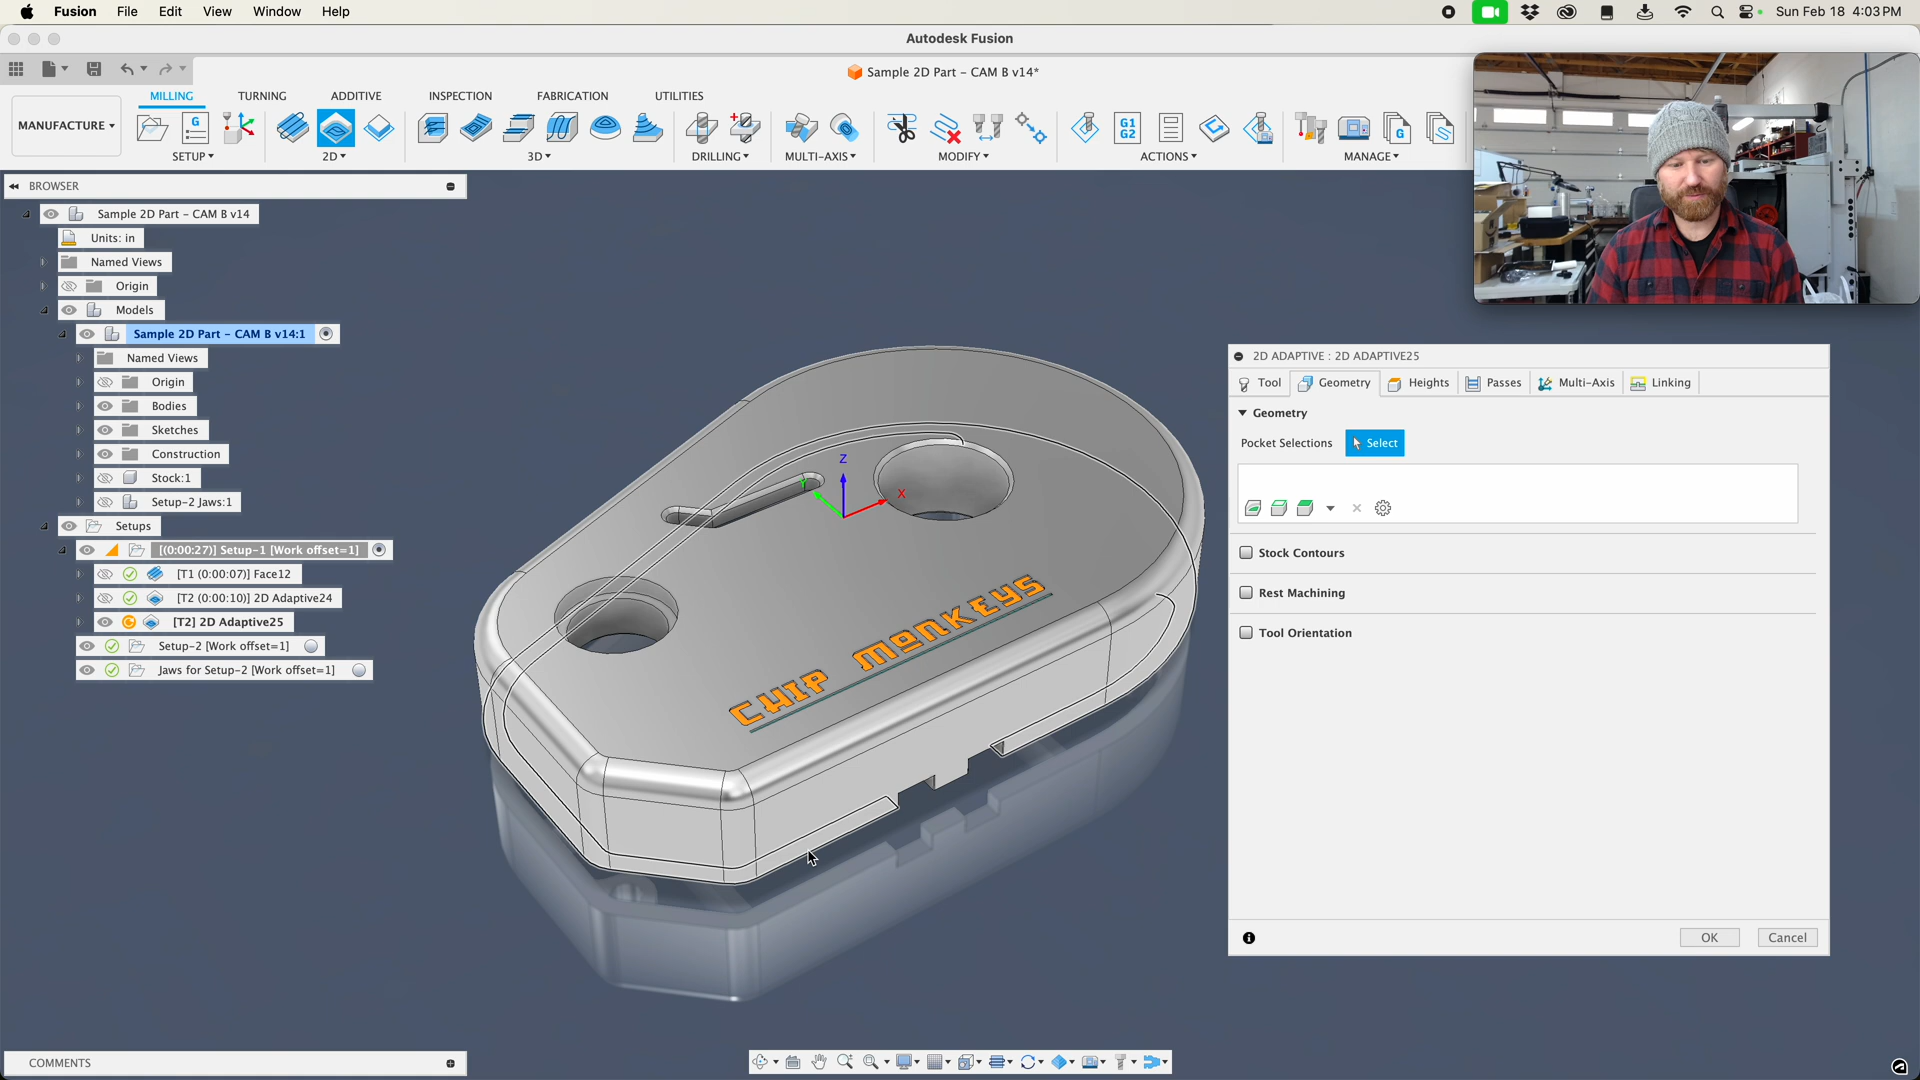 Fusion File Edit View Window Help
Sun Feb 18 4:03 PM
Autodesk Fusion
Sample 2D Part – CAM B v14*
MILLING TURNING ADDITIVE INSPECTION FABRICATION UTILITIES
MANUFACTURE
SETUP 2D 3D DRILLING MULTI-AXIS MODIFY ACTIONS MANAGE
G
G1
G2
G
BROWSER
Sample 2D Part – CAM B v14
Units: in
Named Views
Origin
Models
Sample 2D Part – CAM B v14:1
Named Views
Origin
Bodies
Sketches
Construction
Stock:1
Setup-2 Jaws:1
Setups
[(0:00:27)] Setup-1 [Work offset=1]
[T1 (0:00:07)] Face12
[T2 (0:00:10)] 2D Adaptive24
[T2] 2D Adaptive25
Setup-2 [Work offset=1]
Jaws for Setup-2 [Work offset=1]
Z
Y
X
CHIP MONKEYS
2D ADAPTIVE : 2D ADAPTIVE25
Tool Geometry Heights Passes Multi-Axis Linking
Geometry
Pocket Selections Select
Stock Contours
Rest Machining
Tool Orientation
OK Cancel
COMMENTS